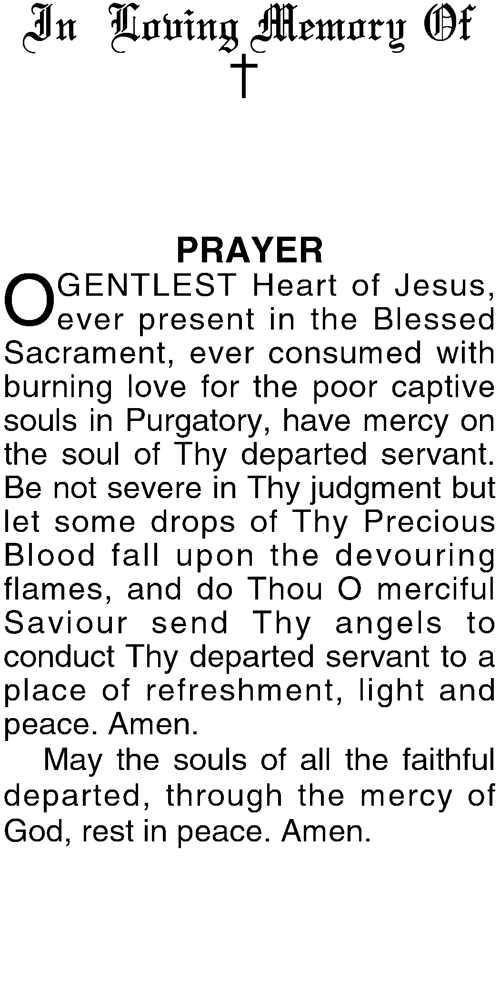 In Loving Memory Of
PRAYER
O GENTLEST Heart of Jesus,
ever present in the Blessed
Sacrament, ever consumed with
burning love for the poor captive
souls in Purgatory, have mercy on
the soul of Thy departed servant.
Be not severe in Thy judgment but
let some drops of Thy Precious
Blood fall upon the devouring
flames, and do Thou O merciful
Saviour send Thy angels to
conduct Thy departed servant to a
place of refreshment, light and
peace. Amen.
May the souls of all the faithful
departed, through the mercy of
God, rest in peace. Amen.